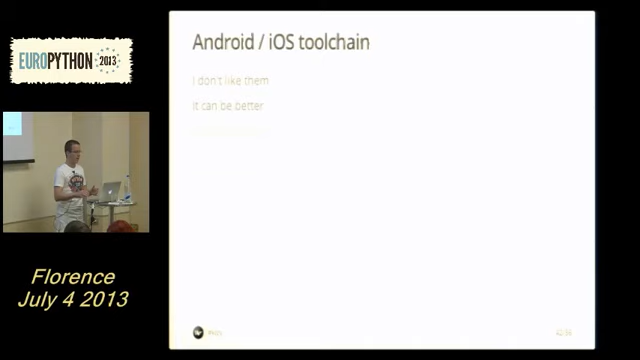 EUROPYTHON 2013
Florence
July 4 2013
Android / iOS toolchain
I don't like them
It can be better